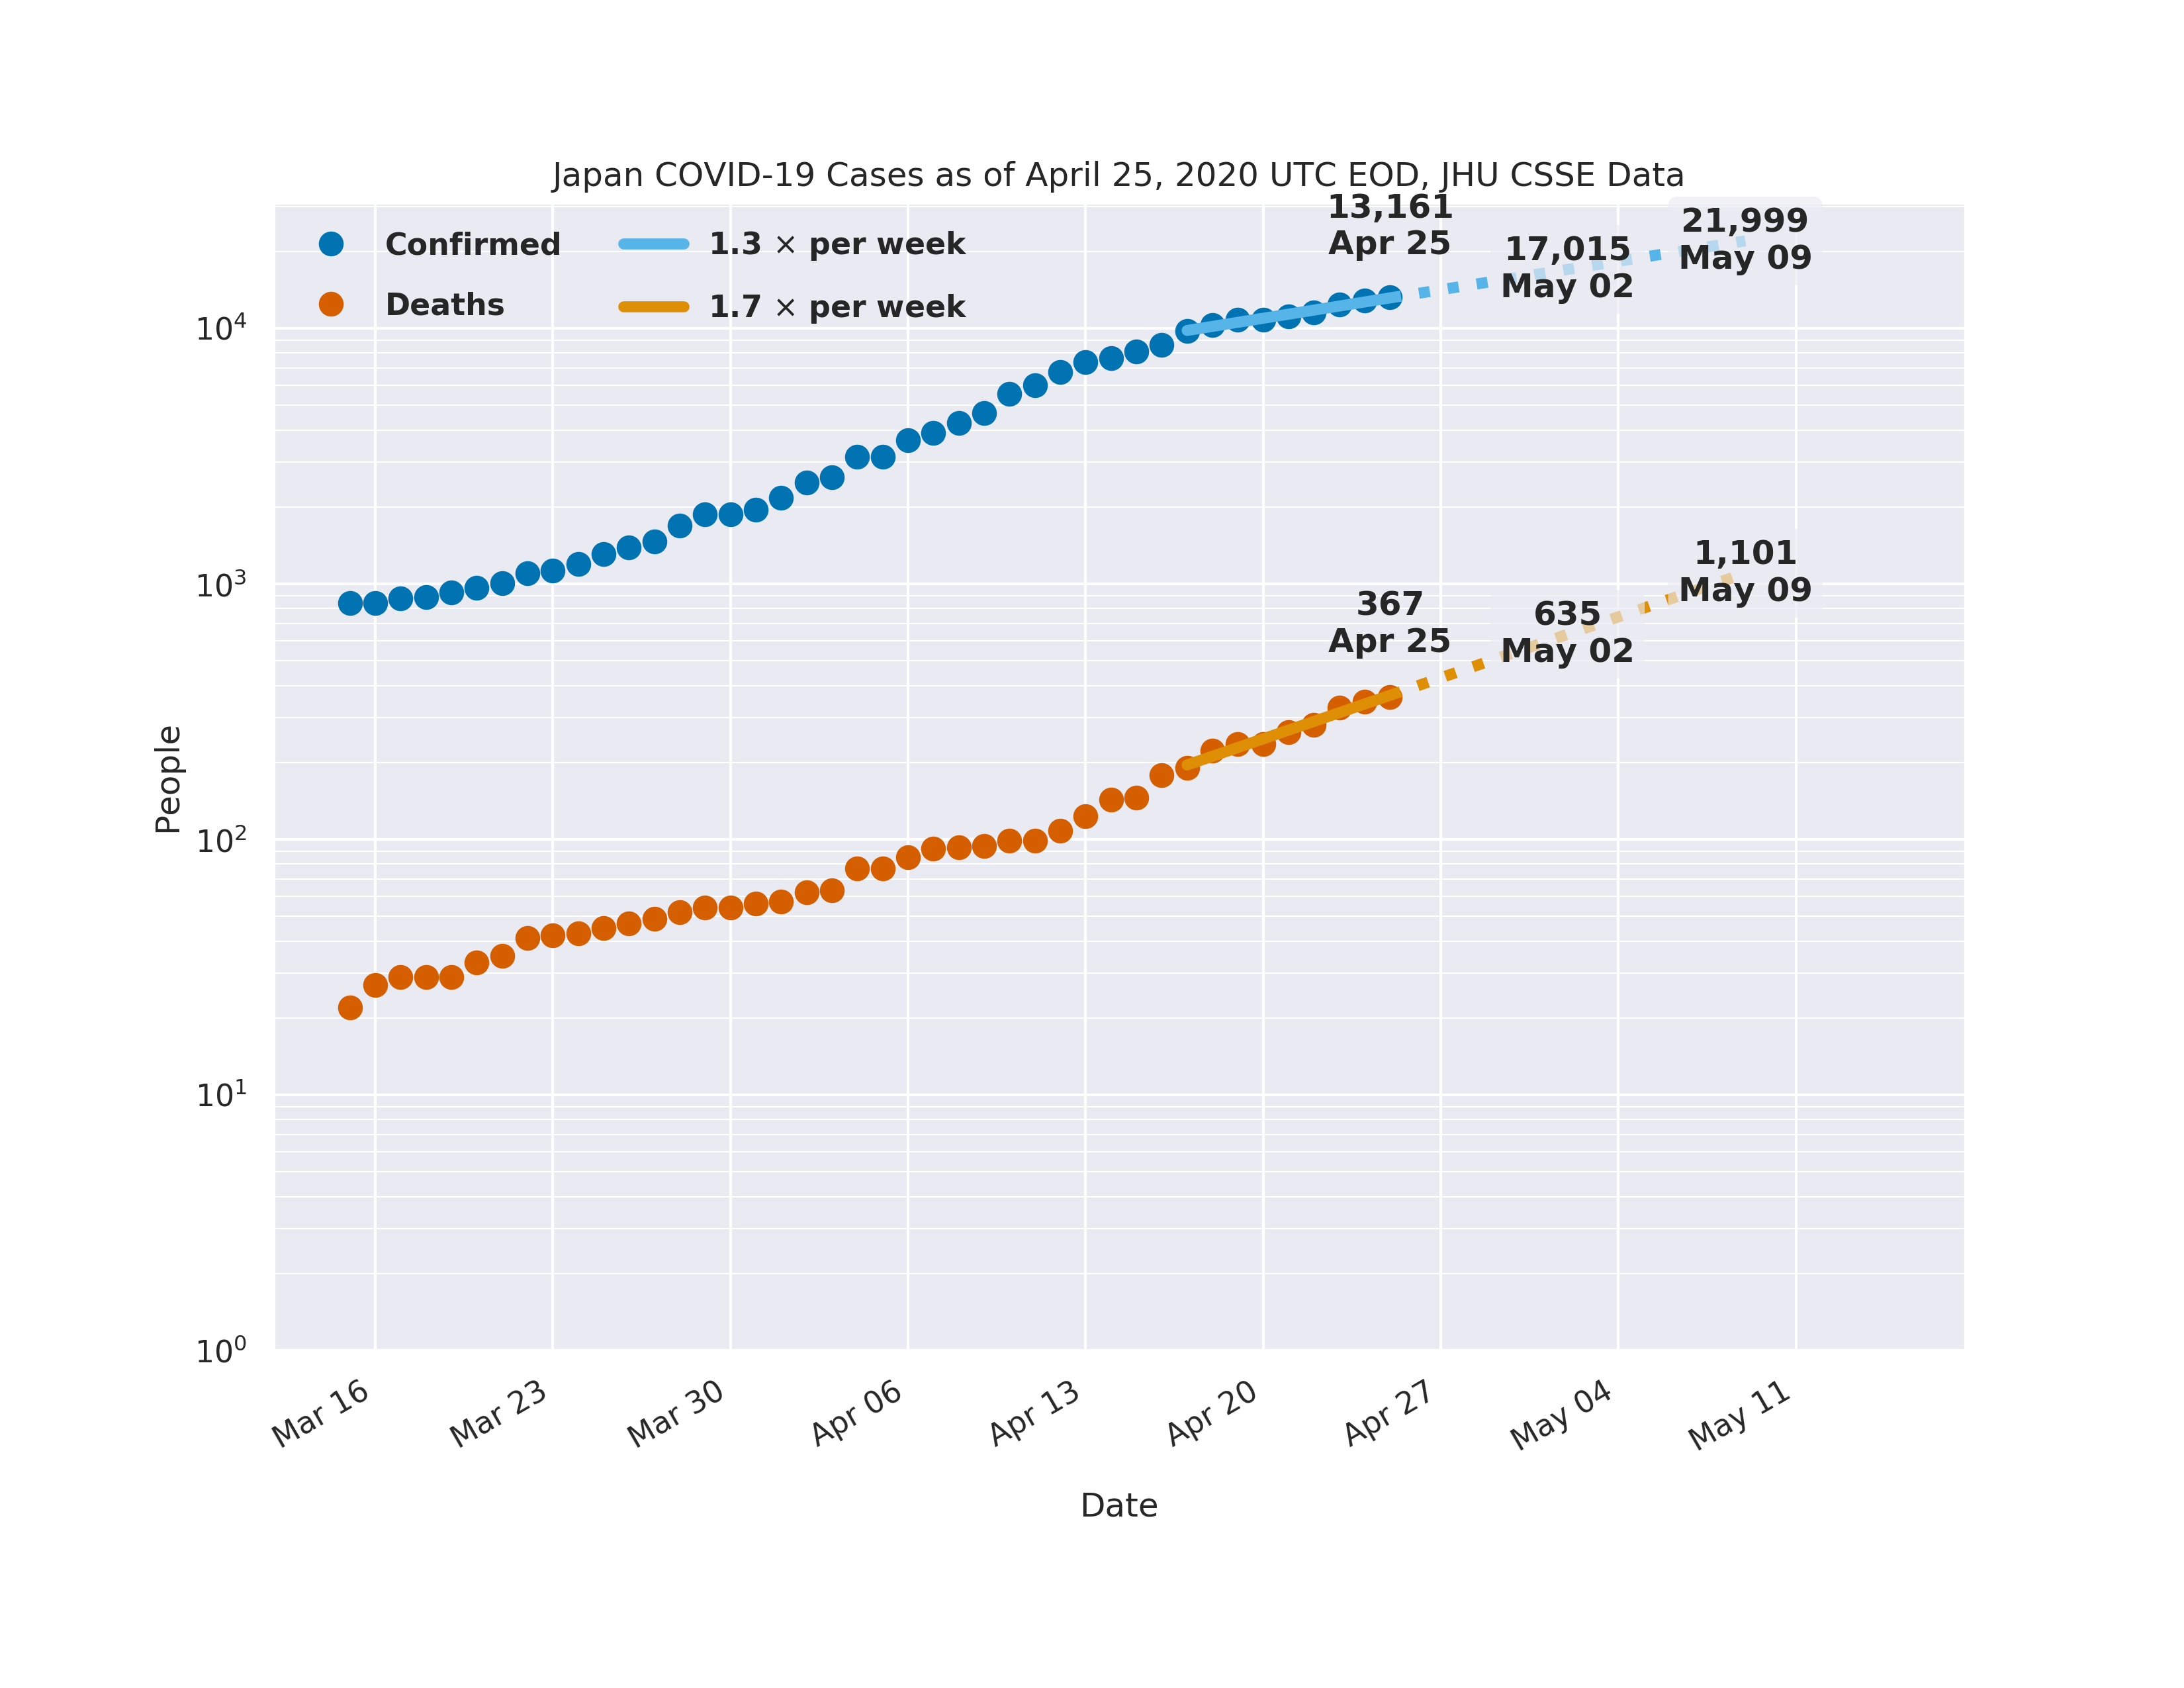 Japan COVID-19 Cases as of April 25, 2020 UTC EOD, JHU CSSE Data
Confirmed
Deaths
1.3 × per week
1.7 × per week
13,161
Apr 25
17,015
May 02
21,999
May 09
367
Apr 25
635
May 02
1,101
May 09
People
10⁴
10³
10²
10¹
10⁰
Mar 16
Mar 23
Mar 30
Apr 06
Apr 13
Apr 20
Apr 27
May 04
May 11
Date